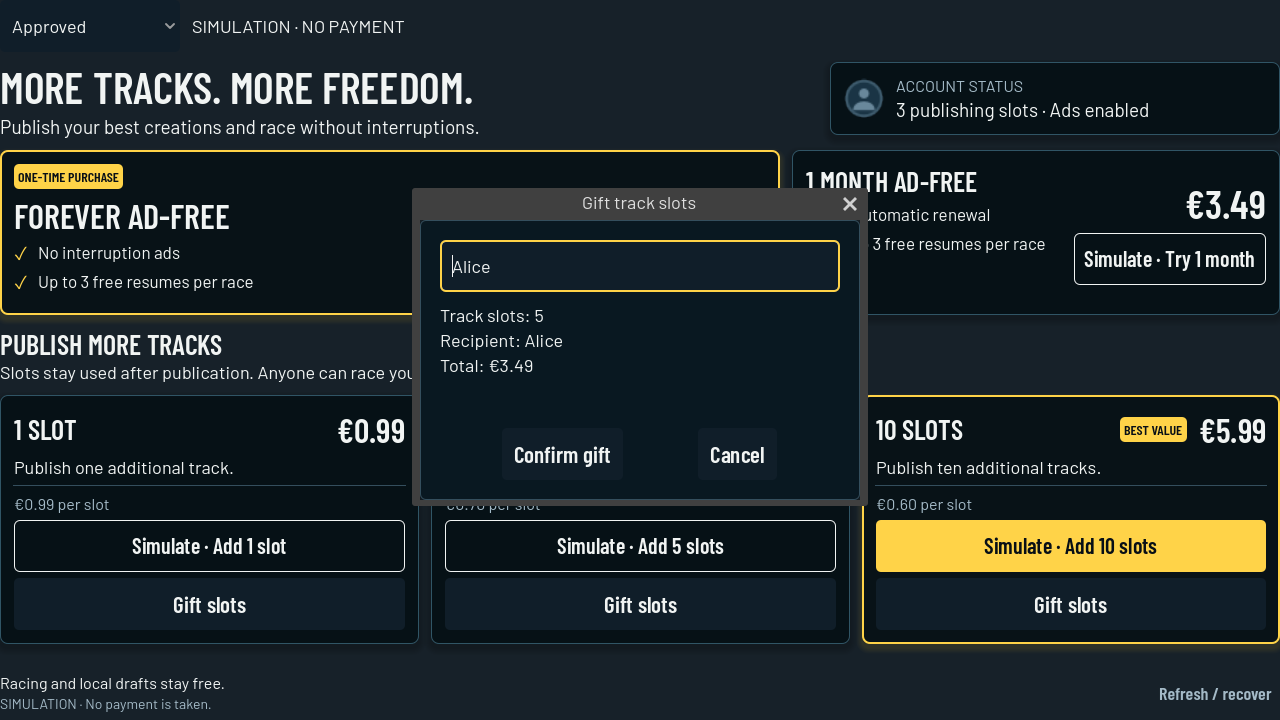 Approved
SIMULATION · NO PAYMENT
MORE TRACKS. MORE FREEDOM.
Publish your best creations and race without interruptions.
ACCOUNT STATUS
3 publishing slots · Ads enabled
ONE-TIME PURCHASE
FOREVER AD-FREE
✓ No interruption ads
✓ Up to 3 free resumes per race
1 MONTH AD-FREE
utomatic renewal
3 free resumes per race
€3.49
Simulate · Try 1 month
Gift track slots
Alice
Track slots: 5
Recipient: Alice
Total: €3.49
Confirm gift
Cancel
PUBLISH MORE TRACKS
Slots stay used after publication. Anyone can race you
1 SLOT
€0.99
Publish one additional track.
€0.99 per slot
Simulate · Add 1 slot
Gift slots
per slot
Simulate · Add 5 slots
Gift slots
10 SLOTS
BEST VALUE
€5.99
Publish ten additional tracks.
€0.60 per slot
Simulate · Add 10 slots
Gift slots
Racing and local drafts stay free.
SIMULATION · No payment is taken.
Refresh / recover